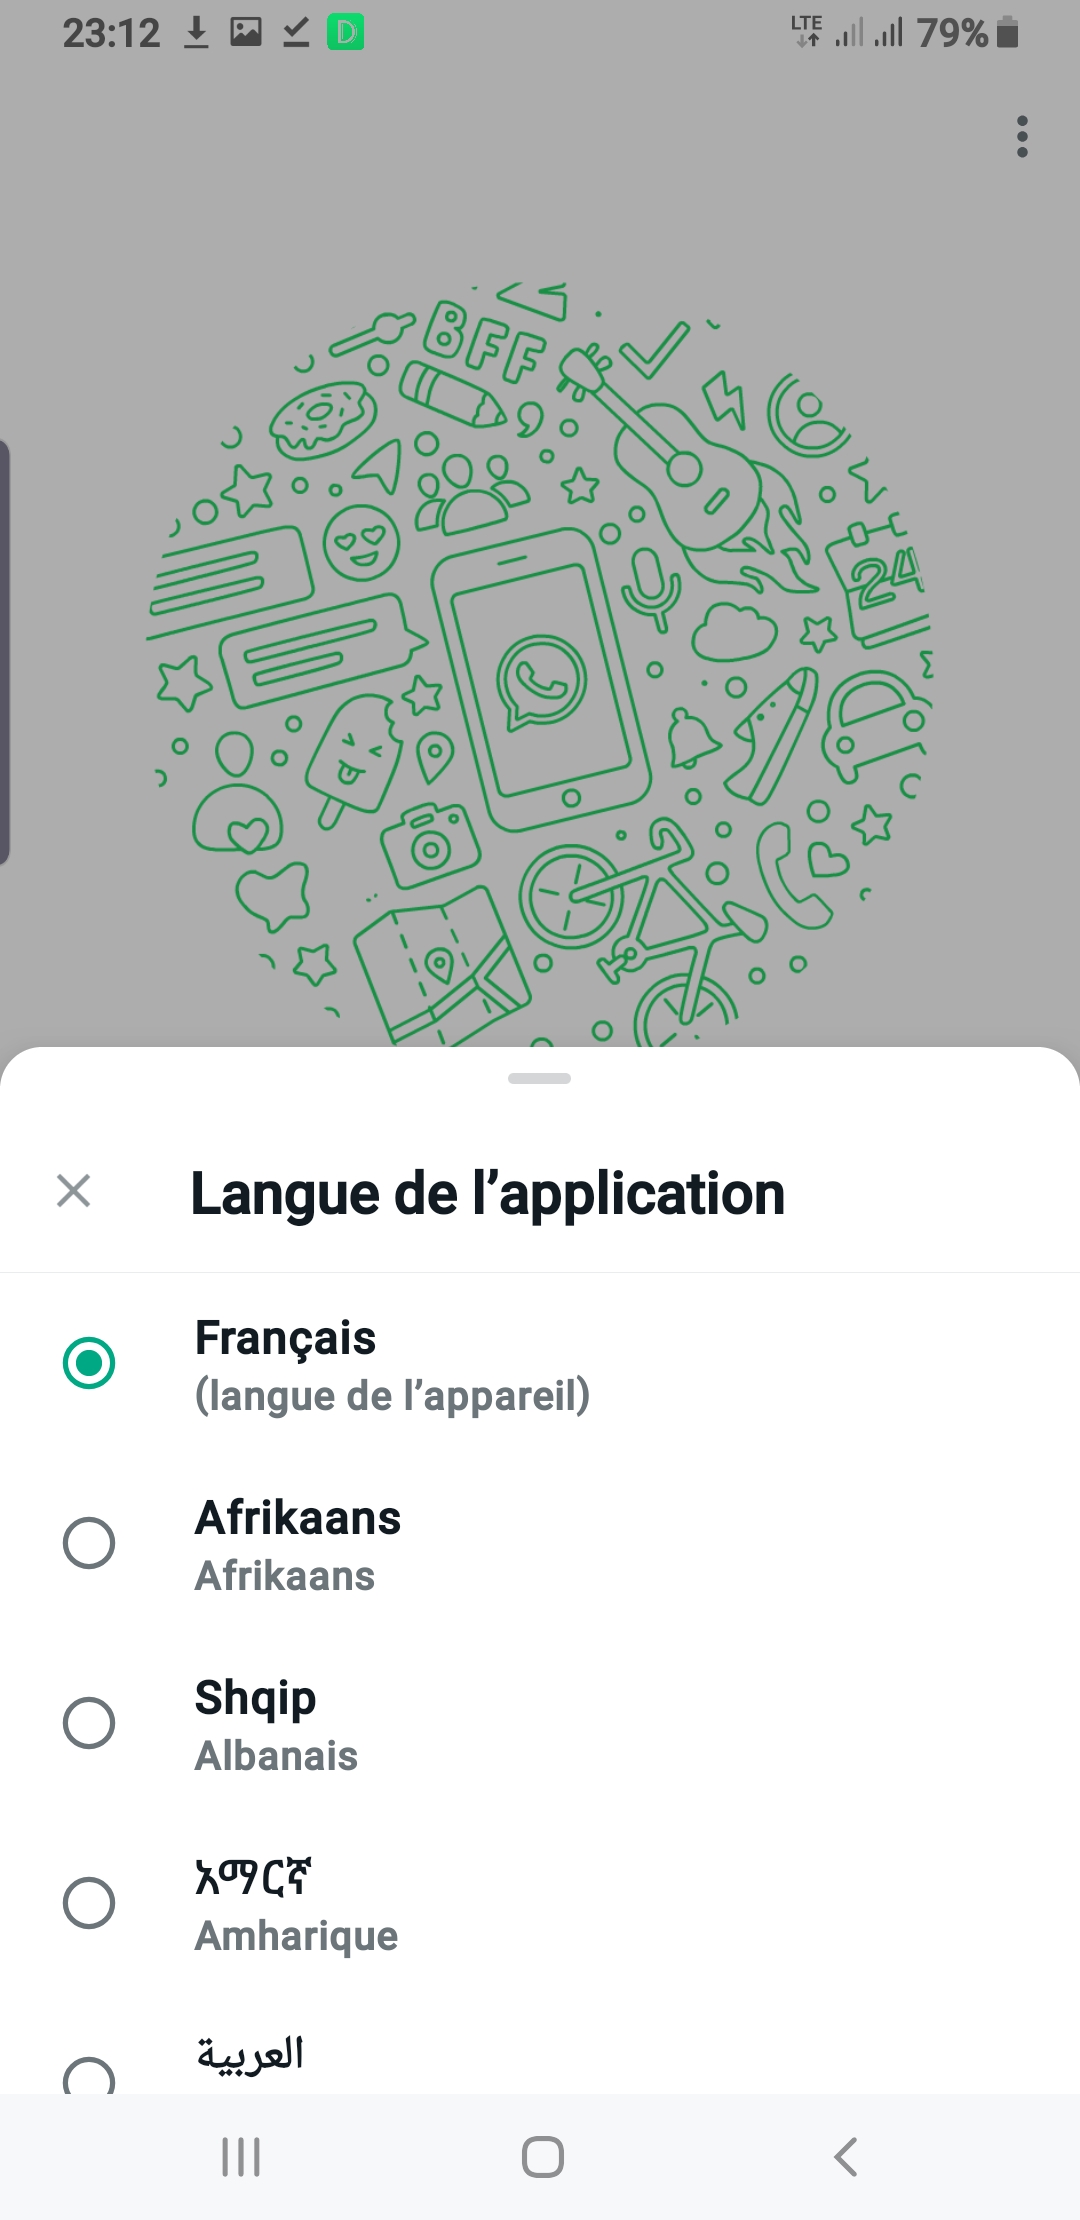 23:12
LTE
79%
BFF
24
Langue de l’application
Français
(langue de l’appareil)
Afrikaans
Afrikaans
Shqip
Albanais
አማርኛ
Amharique
العربية